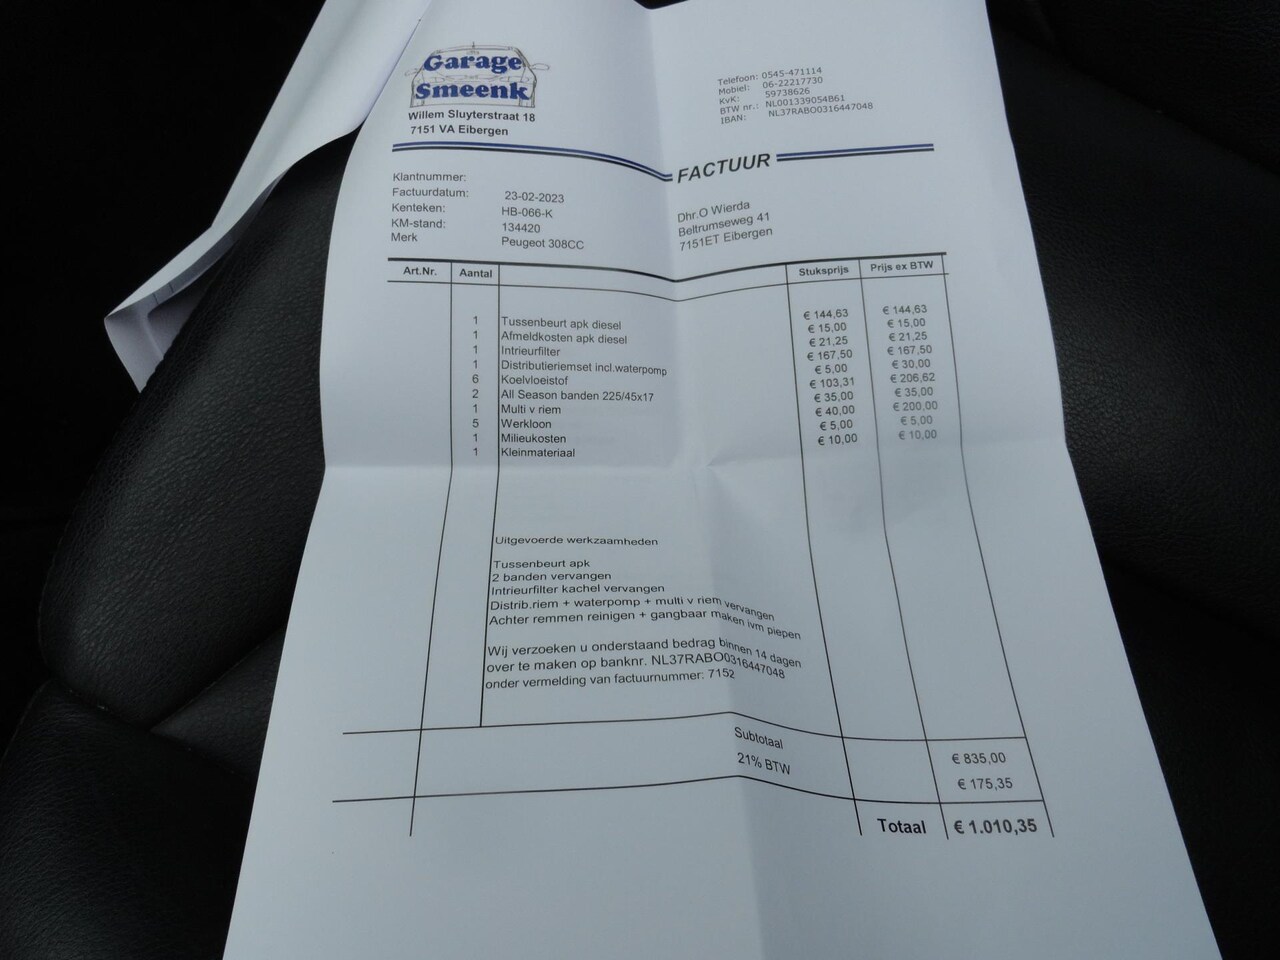 Garage
Smeenk
Willem Sluyterstraat 18
7151 VA Eibergen
Telefoon: 0545-471114
Mobiel: 06-22217730
KvK: 59738626
BTW nr.: NL001339054B61
IBAN: NL37RABO0316447048
FACTUUR
Klantnummer:
Factuurdatum: 23-02-2023
Kenteken: HB-066-K
KM-stand: 134420
Merk Peugeot 308CC
Dhr.O Wierda
Beltrumseweg 41
7151ET Eibergen
Art.Nr. Aantal Stuksprijs Prijs ex BTW
1 Tussenbeurt apk diesel € 144,63 € 144,63
1 Afmeldkosten apk diesel € 15,00 € 15,00
1 Intrieurfilter € 21,25 € 21,25
1 Distributieriemset incl.waterpomp € 167,50 € 167,50
6 Koelvloeistof € 5,00 € 30,00
2 All Season banden 225/45x17 € 103,31 € 206,62
1 Multi v riem € 35,00 € 35,00
5 Werkloon € 40,00 € 200,00
1 Milieukosten € 5,00 € 5,00
1 Kleinmateriaal € 10,00 € 10,00
Uitgevoerde werkzaamheden
Tussenbeurt apk
2 banden vervangen
Intrieurfilter kachel vervangen
Distrib.riem + waterpomp + multi v riem vervangen
Achter remmen reinigen + gangbaar maken ivm piepen
Wij verzoeken u onderstaand bedrag binnen 14 dagen
over te maken op banknr. NL37RABO0316447048
onder vermelding van factuurnummer: 7152
Subtotaal € 835,00
21% BTW € 175,35
Totaal € 1.010,35